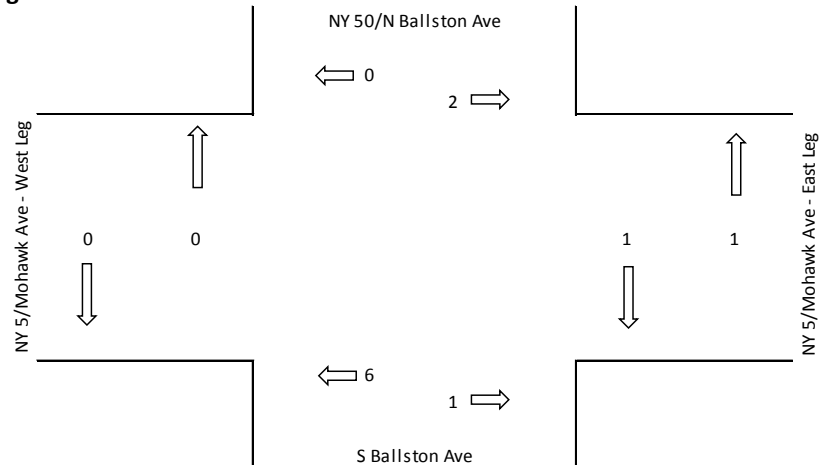 g
NY 50/N Ballston Ave
0
2
NY 5/Mohawk Ave - West Leg
0 0
1 1
NY 5/Mohawk Ave - East Leg
6
1
S Ballston Ave